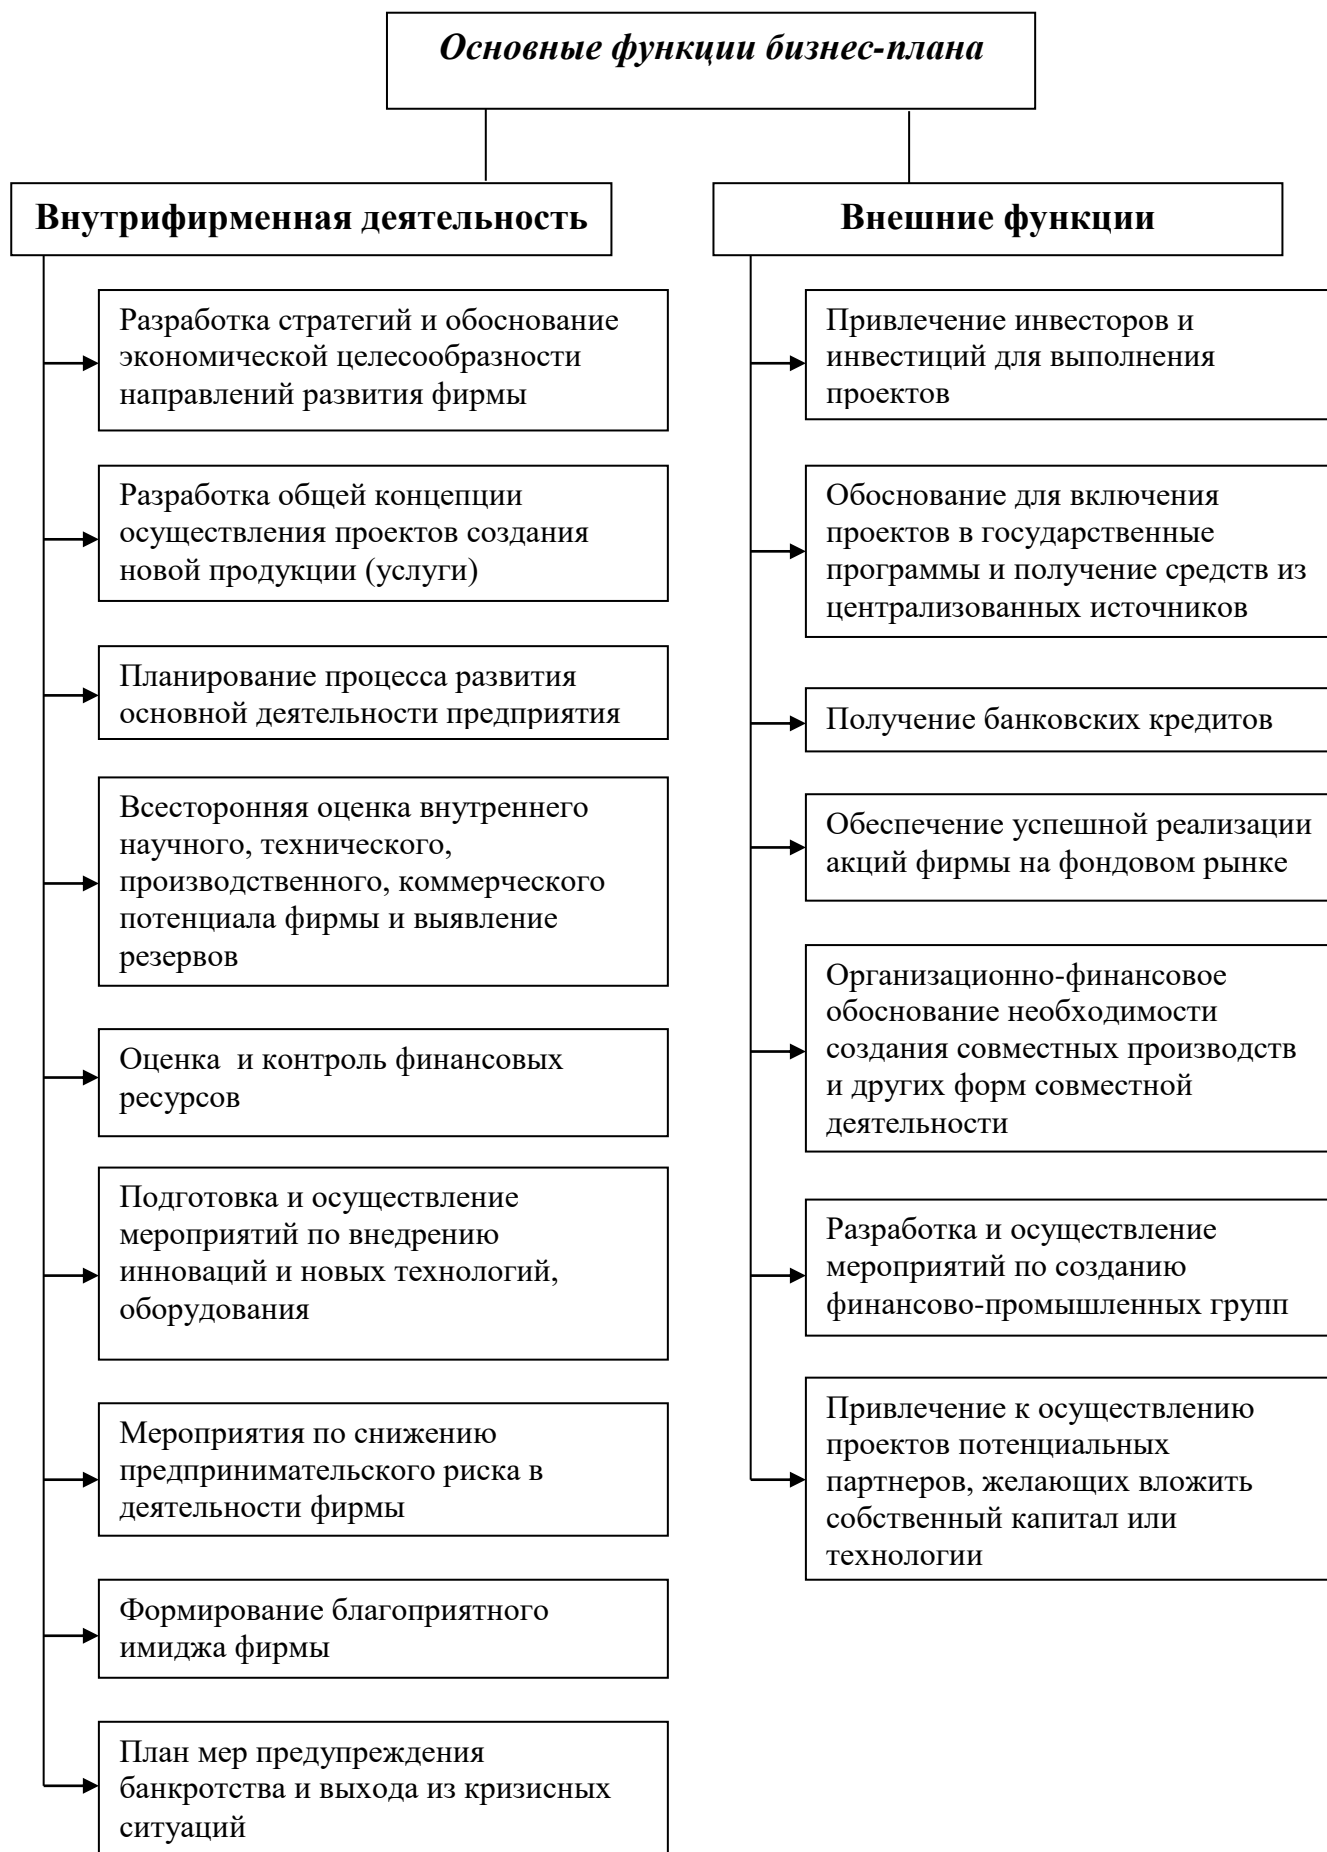 Основные функции бизнес-плана
Внутрифирменная деятельность
Разработка стратегий и обоснование
экономической целесообразности
направлений развития фирмы
Разработка общей концепции
осуществления проектов создания
новой продукции (услуги)
Планирование процесса развития
основной деятельности предприятия
Всесторонняя оценка внутреннего
научного, технического,
производственного, коммерческого
потенциала фирмы и выявление
резервов
Оценка и контроль финансовых
ресурсов
Подготовка и осуществление
мероприятий по внедрению
инноваций и новых технологий,
оборудования
Мероприятия по снижению
предпринимательского риска в
деятельности фирмы
Формирование благоприятного
имиджа фирмы
План мер предупреждения
банкротства и выхода из кризисных
ситуаций
Внешние функции
Привлечение инвесторов и
инвестиций для выполнения
проектов
Обоснование для включения
проектов в государственные
программы и получение средств из
централизованных источников
Получение банковских кредитов
Обеспечение успешной реализации
акций фирмы на фондовом рынке
Организационно-финансовое
обоснование необходимости
создания совместных производств
и других форм совместной
деятельности
Разработка и осуществление
мероприятий по созданию
финансово-промышленных групп
Привлечение к осуществлению
проектов потенциальных
партнеров, желающих вложить
собственный капитал или
технологии